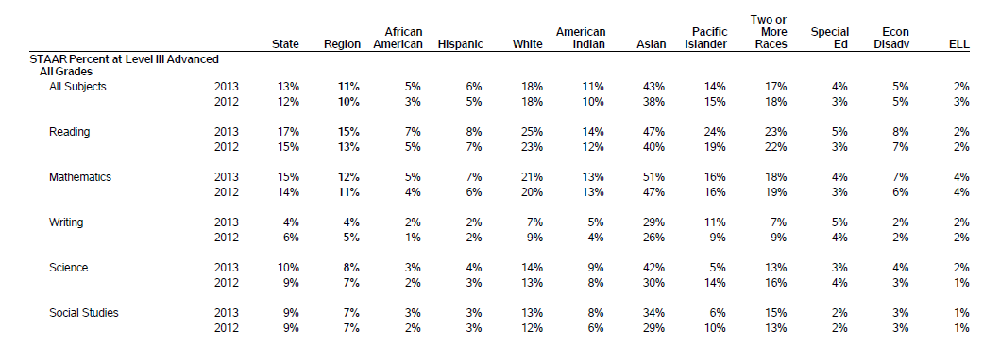 Two or
African American Pacific More Special Econ
State Region American Hispanic White Indian Asian Islander Races Ed Disadv ELL
STAAR Percent at Level III Advanced
All Grades
All Subjects 2013 13% 11% 5% 6% 18% 11% 43% 14% 17% 4% 5% 2%
2012 12% 10% 3% 5% 18% 10% 38% 15% 18% 3% 5% 3%
Reading 2013 17% 15% 7% 8% 25% 14% 47% 24% 23% 5% 8% 2%
2012 15% 13% 5% 7% 23% 12% 40% 19% 22% 3% 7% 2%
Mathematics 2013 15% 12% 5% 7% 21% 13% 51% 16% 18% 4% 7% 4%
2012 14% 11% 4% 6% 20% 13% 47% 16% 19% 3% 6% 4%
Writing 2013 4% 4% 2% 2% 7% 5% 29% 11% 7% 5% 2% 2%
2012 6% 5% 1% 2% 9% 4% 26% 9% 9% 4% 2% 2%
Science 2013 10% 8% 3% 4% 14% 9% 42% 5% 13% 3% 4% 2%
2012 9% 7% 2% 3% 13% 8% 30% 14% 16% 4% 3% 1%
Social Studies 2013 9% 7% 3% 3% 13% 8% 34% 6% 15% 2% 3% 1%
2012 9% 7% 2% 3% 12% 6% 29% 10% 13% 2% 3% 1%